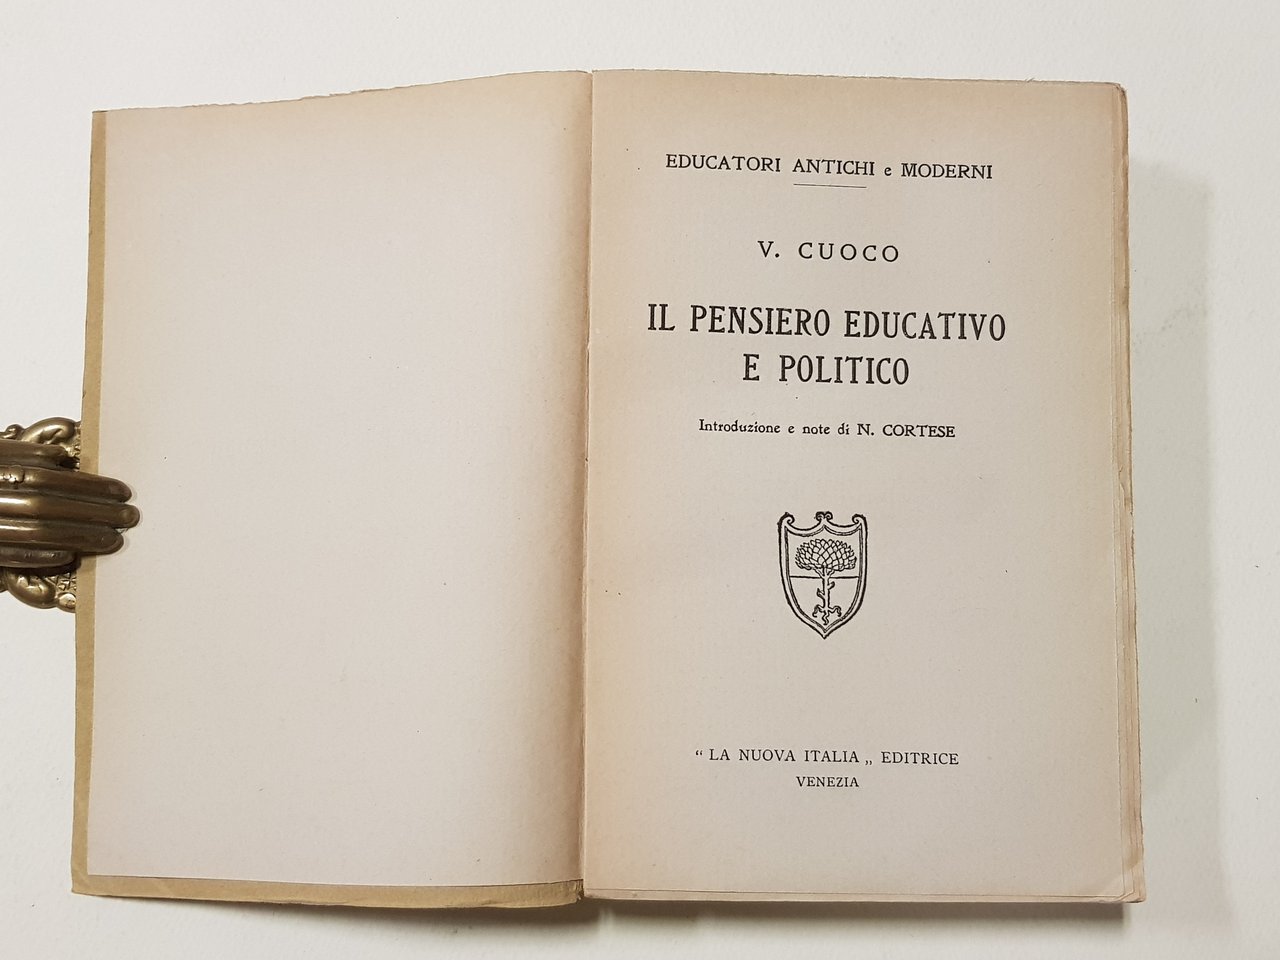 EDUCATORI ANTICHI e MODERNI
V. CUOCO
IL PENSIERO EDUCATIVO
E POLITICO
Introduzione e note di N. CORTESE
“ LA NUOVA ITALIA „ EDITRICE
VENEZIA